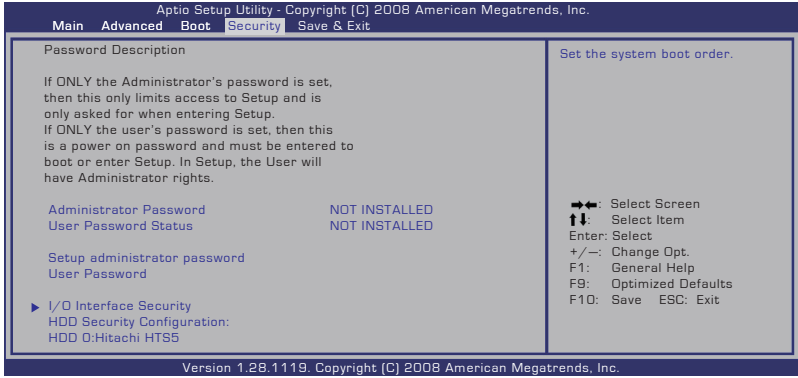 Aptio Setup Utility - Copyright (C) 2008 American Megatrends, Inc.
Main Advanced Boot Security Save & Exit
Password Description
If ONLY the Administrator's password is set,
then this only limits access to Setup and is
only asked for when entering Setup.
If ONLY the user's password is set, then this
is a power on password and must be entered to
boot or enter Setup. In Setup, the User will
have Administrator rights.
Administrator Password NOT INSTALLED
User Password Status NOT INSTALLED
Setup administrator password
User Password
I/O Interface Security
HDD Security Configuration:
HDD 0:Hitachi HTS5
Set the system boot order.
→←: Select Screen
↑↓: Select Item
Enter: Select
+/—: Change Opt.
F1: General Help
F9: Optimized Defaults
F10: Save ESC: Exit
Version 1.28.1119. Copyright (C) 2008 American Megatrends, Inc.